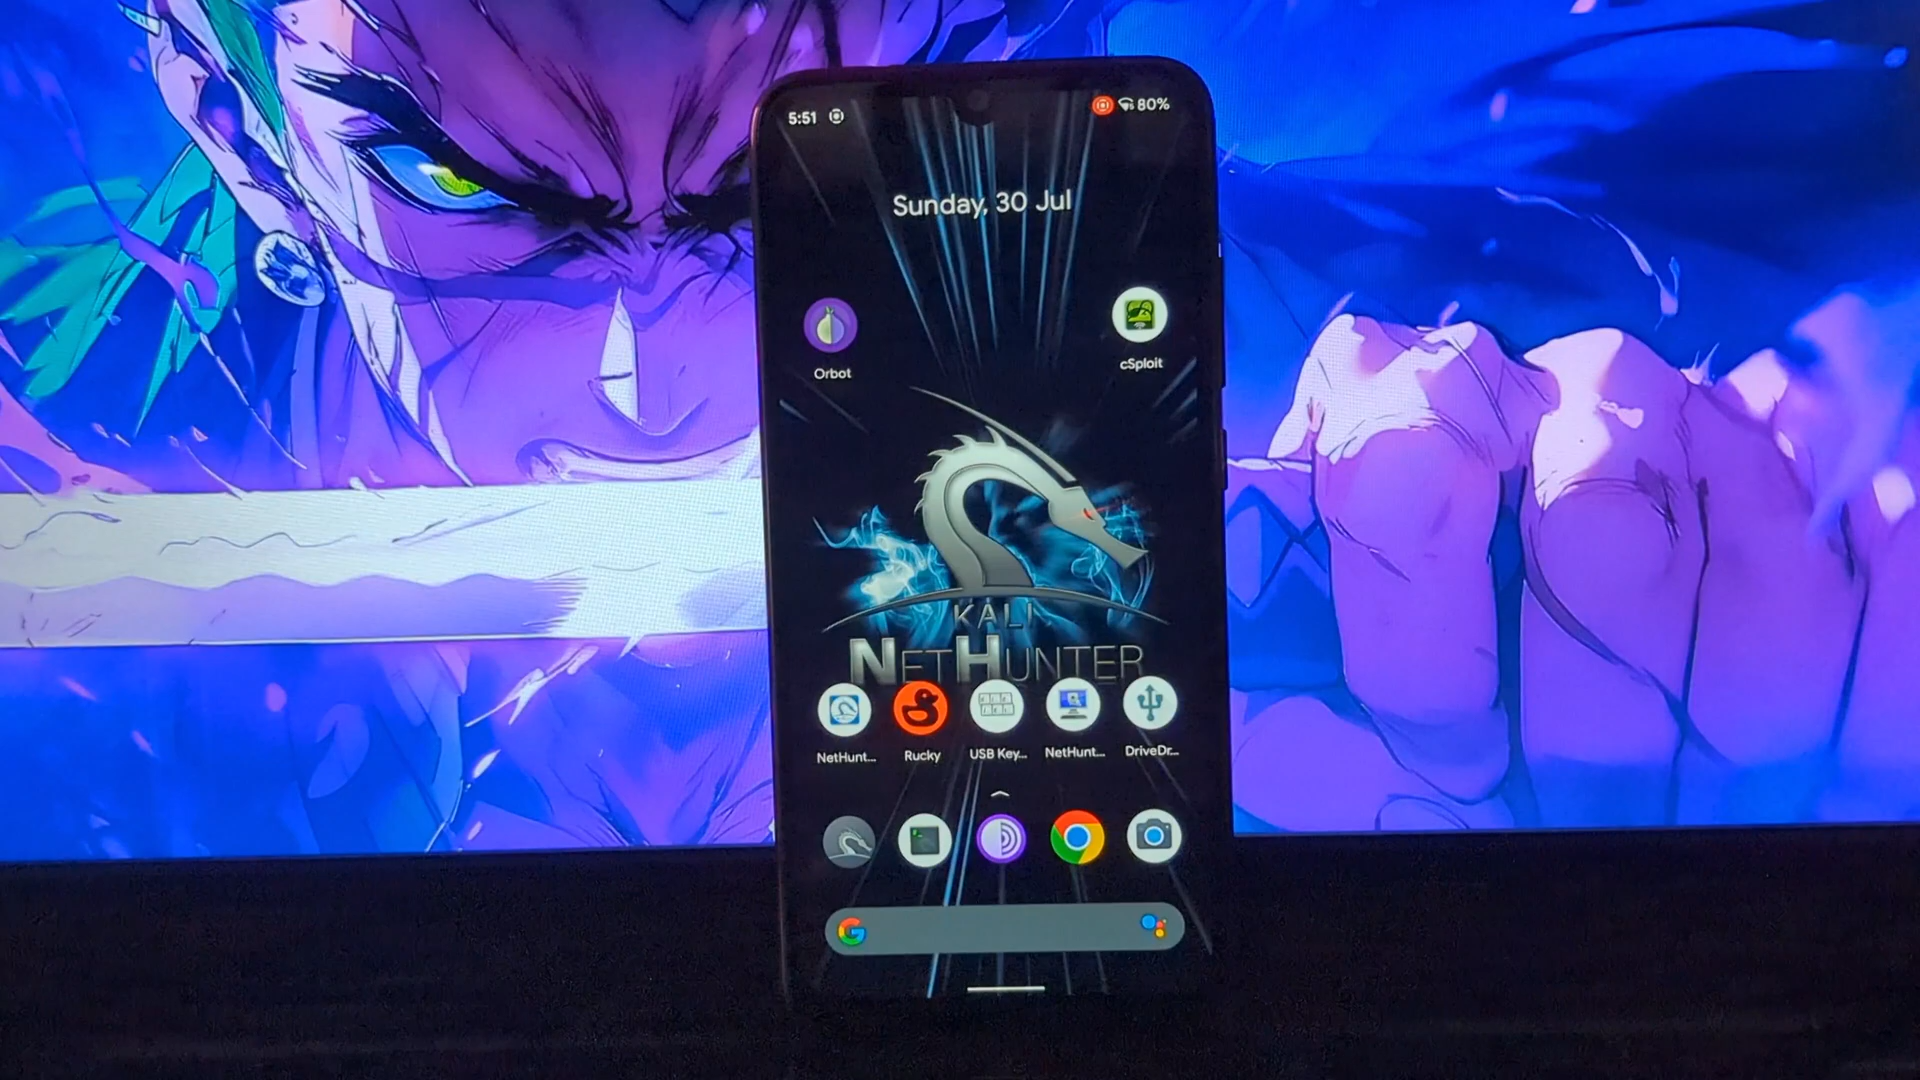 5:51
80%
Sunday, 30 Jul
Orbot
cSploit
KALI
NETHUNTER
NetHunt...
Rucky
USB Key...
NetHunt...
DriveDr...